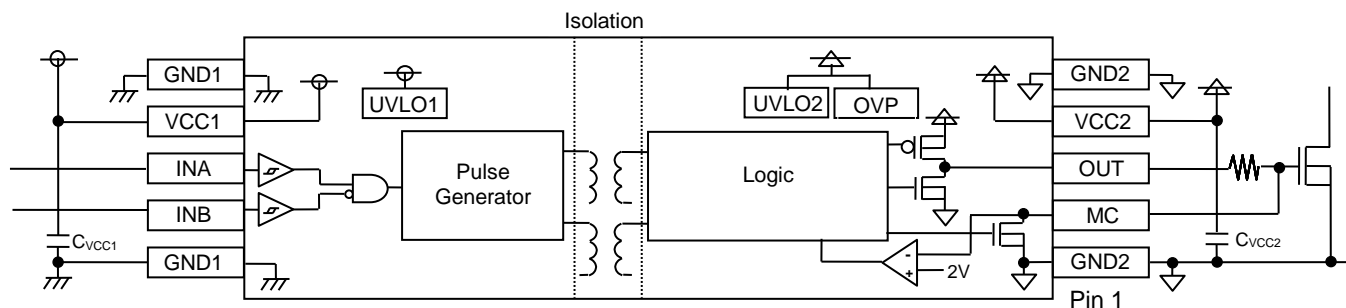 Isolation
GND1
UVLO1
UVLO2
OVP
GND2
VCC1
VCC2
INA
Pulse
Generator
Logic
OUT
INB
MC
CVCC1
GND1
-
+
2V
GND2
CVCC2
Pin 1